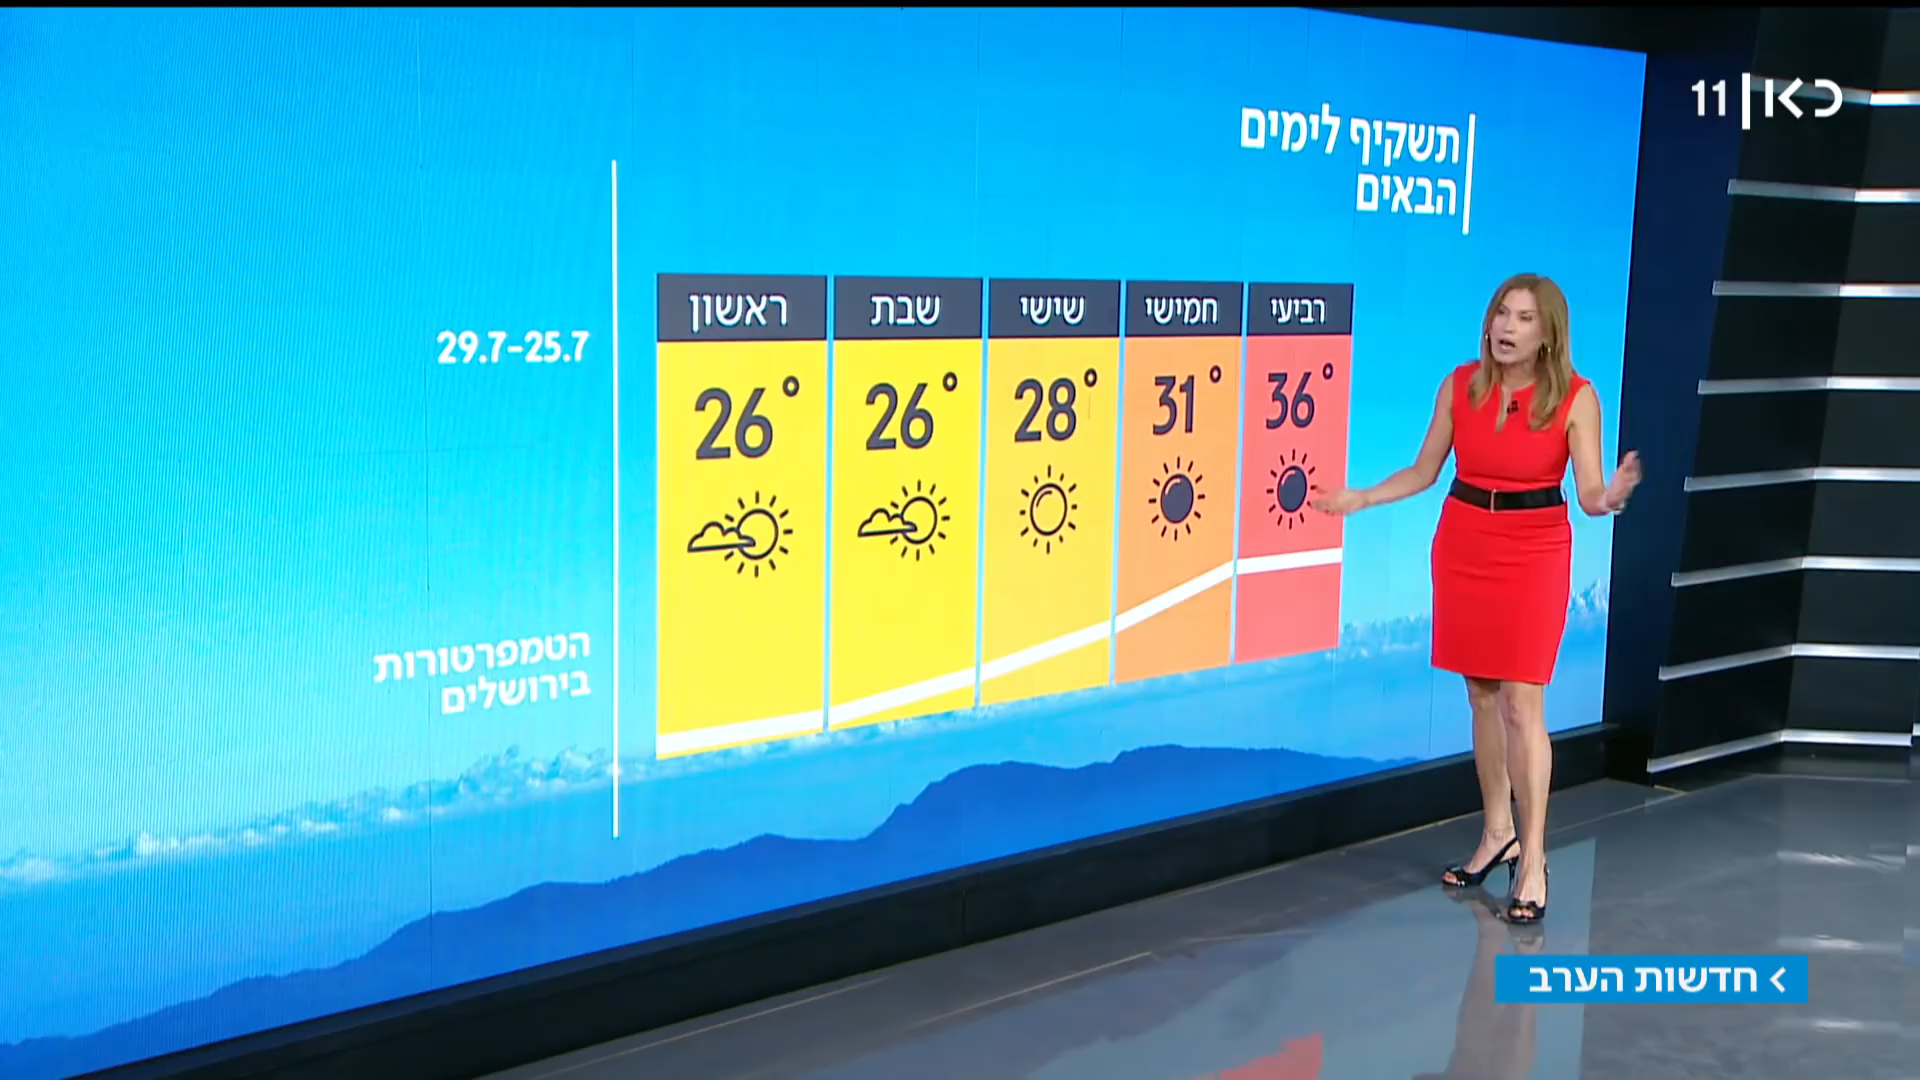 כאן 11
תשקיף לימים
הבאים
רביעי
36°
חמישי
31°
שישי
28°
שבת
26°
ראשון
26°
29.7-25.7
הטמפרטורות
בירושלים
חדשות הערב